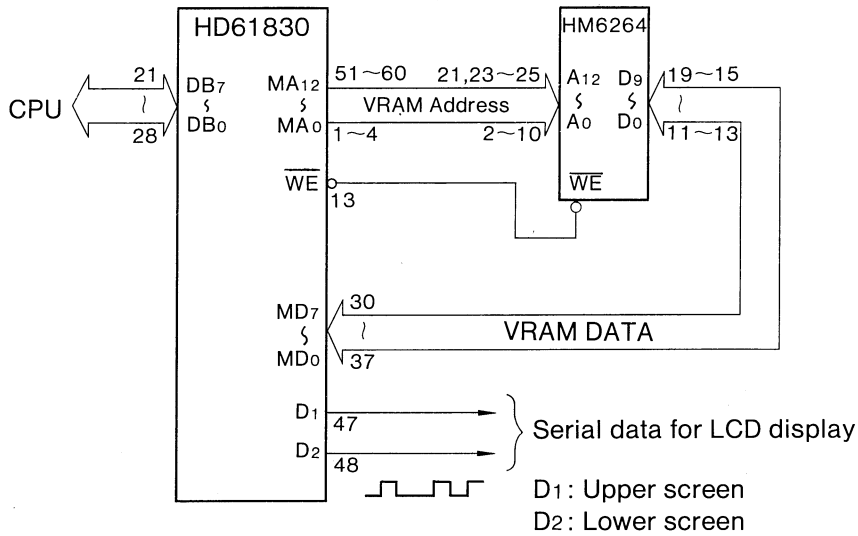 HD61830
HM6264
CPU
21
28
DB7
DB0
MA12
MA0
51~60
1~4
VRAM Address
21,23~25
2~10
A12
A0
D9
D0
19~15
11~13
WE
13
WE
MD7
MD0
30
37
VRAM DATA
D1
47
D2
48
Serial data for LCD display
D1: Upper screen
D2: Lower screen